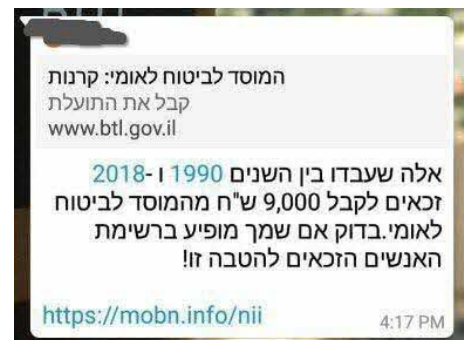 המוסד לביטוח לאומי: קרנות
קבל את התועלת
www.btl.gov.il
אלה שעבדו בין השנים 1990 ו -2018
זכאים לקבל 9,000 ש"ח מהמוסד לביטוח
לאומי.בדוק אם שמך מופיע ברשימת
האנשים הזכאים להטבה זו!
https://mobn.info/nii
4:17 PM